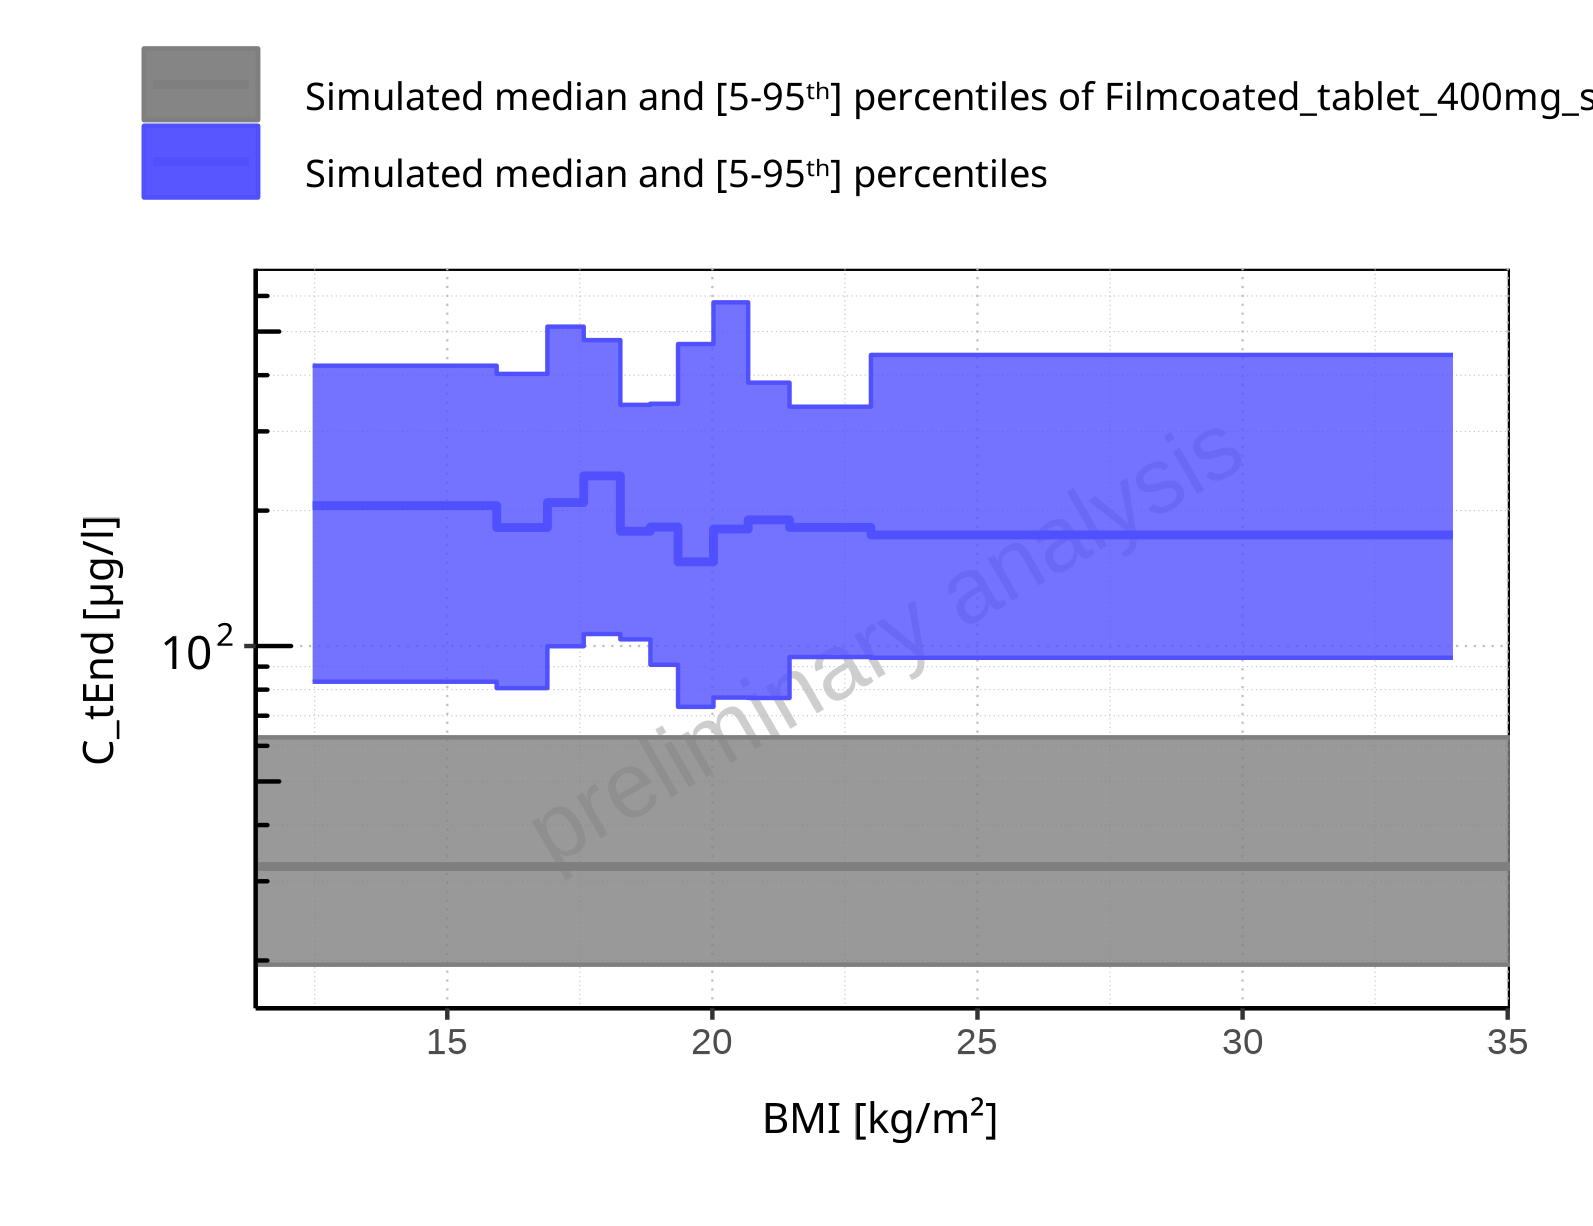 Simulated median and [5-95ᵗʰ] percentiles of Filmcoated_tablet_400mg_s
Simulated median and [5-95ᵗʰ] percentiles
C_tEnd [µg/l]
10²
preliminary analysis
15 20 25 30 35
BMI [kg/m²]